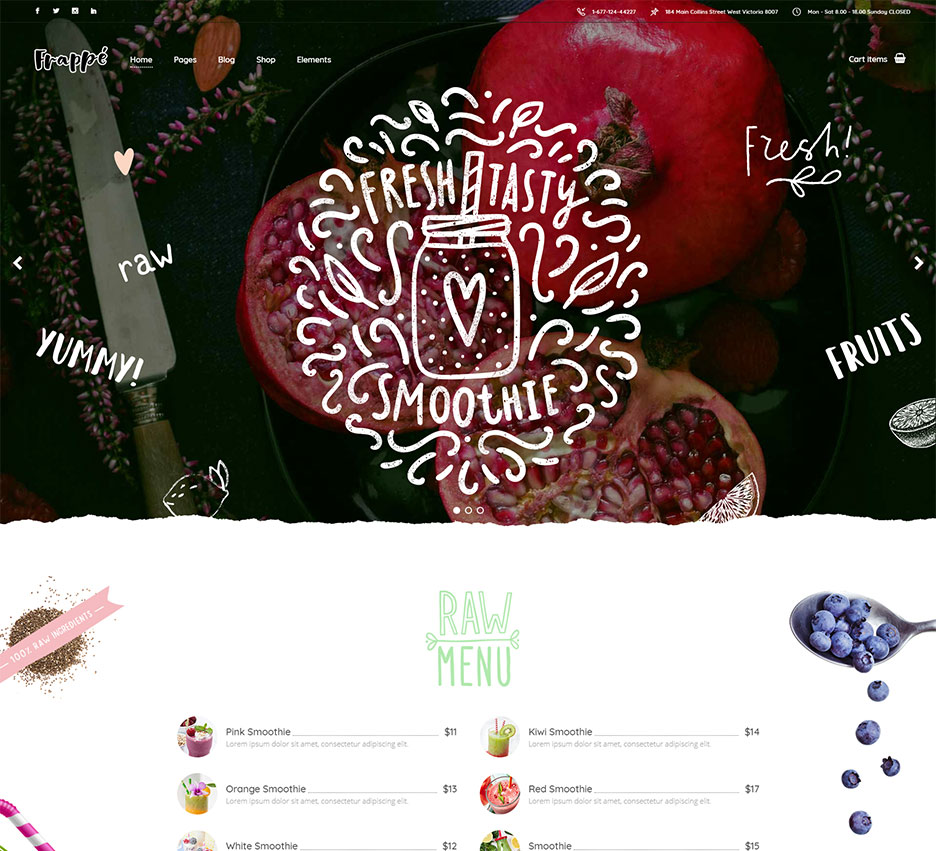 1-677-124-44227 184 Main Collins Street West Victoria 8007 Mon - Sat 8.00 - 18.00 Sunday CLOSED
Frappé Home Pages Blog Shop Elements Cart items
Fresh!
FRESH TASTY
raw
YUMMY!
FRUITS
SMOOTHIE
RAW
MENU
100% RAW INGREDIENTS
Pink Smoothie $11
Lorem ipsum dolor sit amet, consectetur adipiscing elit.
Kiwi Smoothie $14
Lorem ipsum dolor sit amet, consectetur adipiscing elit.
Orange Smoothie $13
Lorem ipsum dolor sit amet, consectetur adipiscing elit.
Red Smoothie $17
Lorem ipsum dolor sit amet, consectetur adipiscing elit.
White Smoothie $12
Smoothie $15